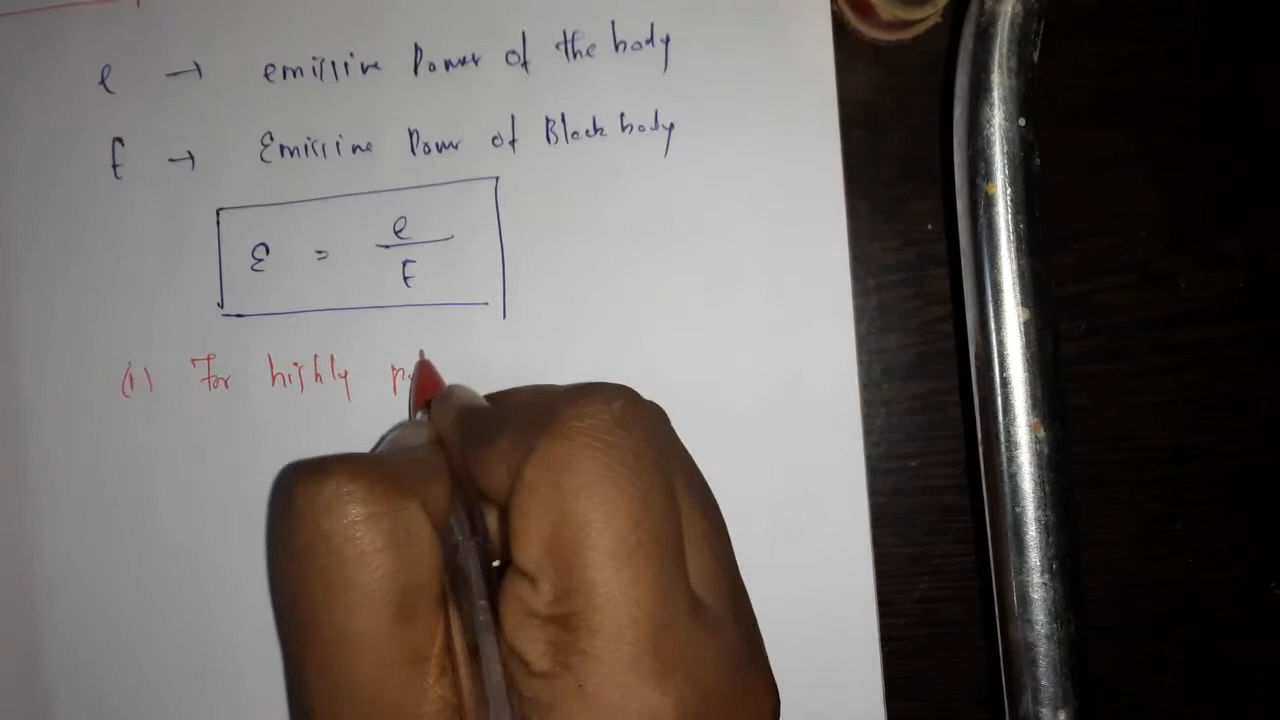 e → emissive Power of the body
E → Emissive Power of Black body
ε = e / E
(i) For highly p